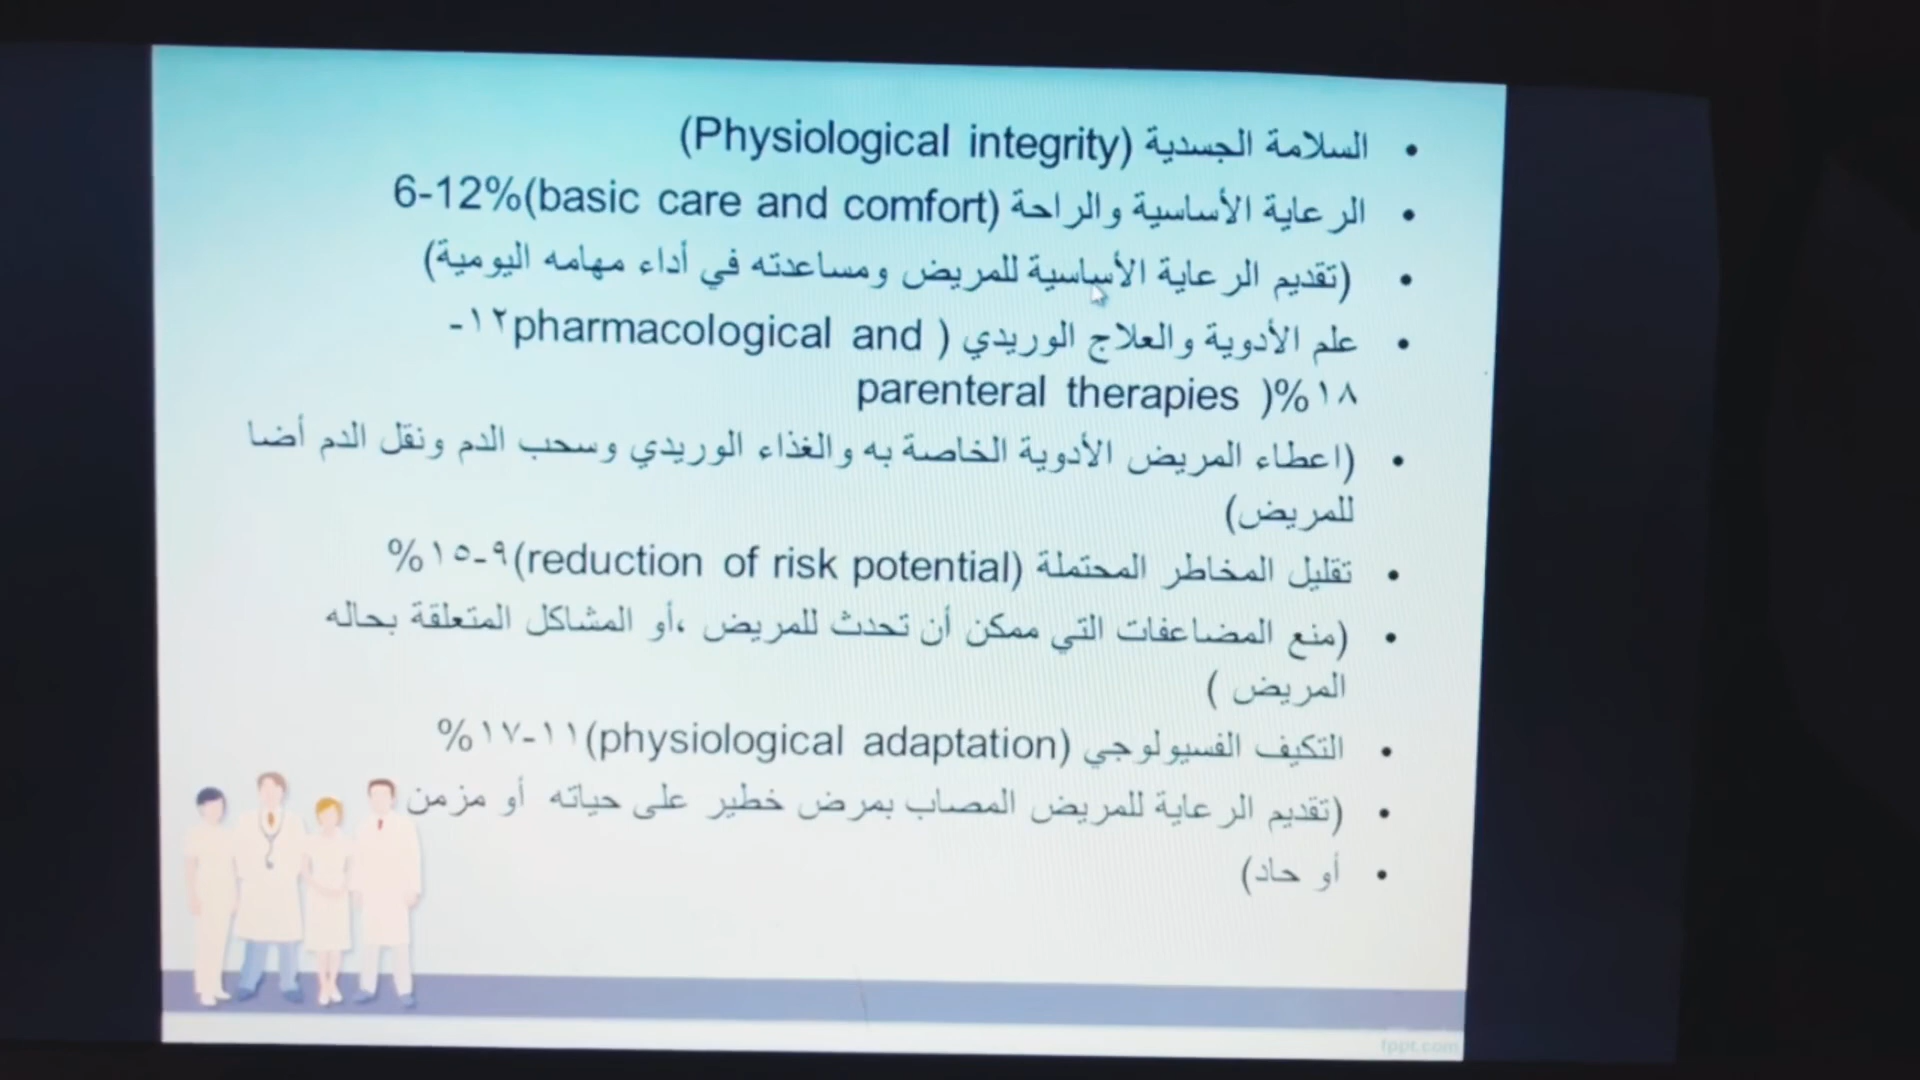 • السلامة الجسدية (Physiological integrity)
• الرعاية الأساسية والراحة (basic care and comfort)6-12%
• (تقديم الرعاية الأساسية للمريض ومساعدته في أداء مهامه اليومية)
• علم الأدوية والعلاج الوريدي ( pharmacological and١٢-
١٨%( parenteral therapies
• (اعطاء المريض الأدوية الخاصة به والغذاء الوريدي وسحب الدم ونقل الدم أضا
للمريض)
• تقليل المخاطر المحتملة (reduction of risk potential)٩-١٥%
• (منع المضاعفات التي ممكن أن تحدث للمريض ،أو المشاكل المتعلقة بحاله
المريض )
• التكيف الفسيولوجي (physiological adaptation)١١-١٧%
• (تقديم الرعاية للمريض المصاب بمرض خطير على حياته أو مزمن
• أو حاد)
fppt.com